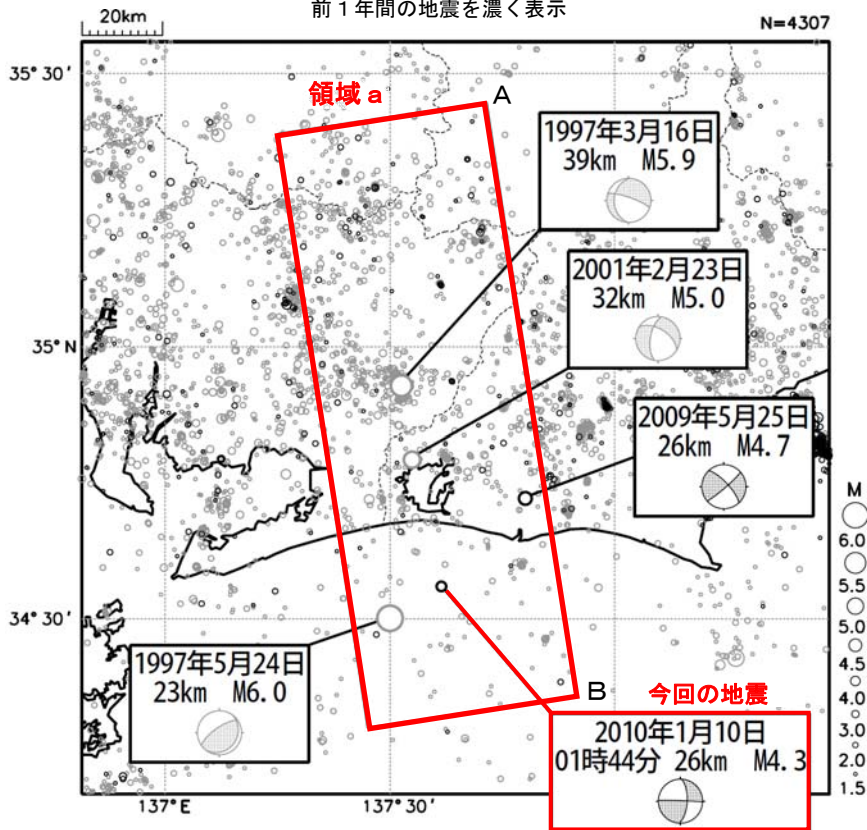 前１年間の地震を濃く表示
20km
N=4307
35°30′
領域ａ
A
1997年3月16日
39km M5.9
2001年2月23日
32km M5.0
35°N
2009年5月25日
26km M4.7
M
6.0
5.5
5.0
4.5
4.0
3.0
2.0
1.5
34°30′
1997年5月24日
23km M6.0
B
今回の地震
2010年1月10日
01時44分 26km M4.3
137°E
137°30′